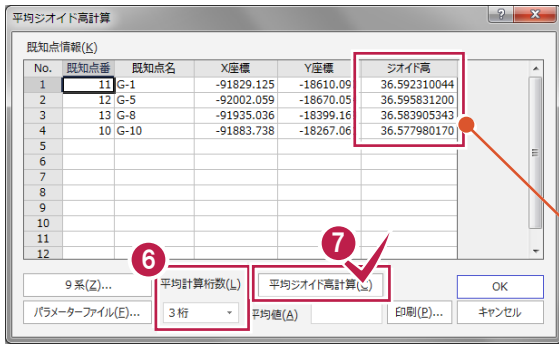 平均ジオイド高計算
既知点情報(K)
No. 既知点番 既知点名 X座標 Y座標 ジオイド高
1 11 G-1 -91829.125 -18610.09 36.592310044
2 12 G-5 -92002.059 -18670.05 36.595831200
3 13 G-8 -91935.036 -18399.16 36.583905343
4 10 G-10 -91883.738 -18267.06 36.577980170
5
6
7
8
9
10
11
12
6 7
9系(Z)... 平均計算桁数(L) 平均ジオイド高計算(C) OK
パラメーターファイル(F)... 3桁 平均値(A) 印刷(P)... キャンセル